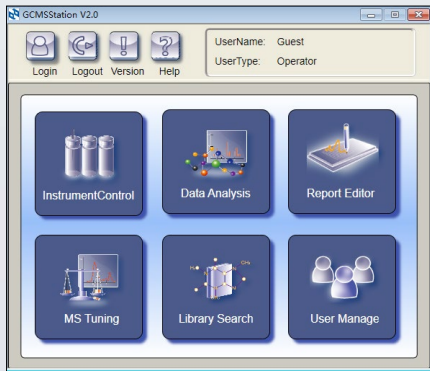 GCMSStation V2.0
UserName: Guest
UserType: Operator
Login Logout Version Help
InstrumentControl Data Analysis Report Editor
MS Tuning Library Search User Manage